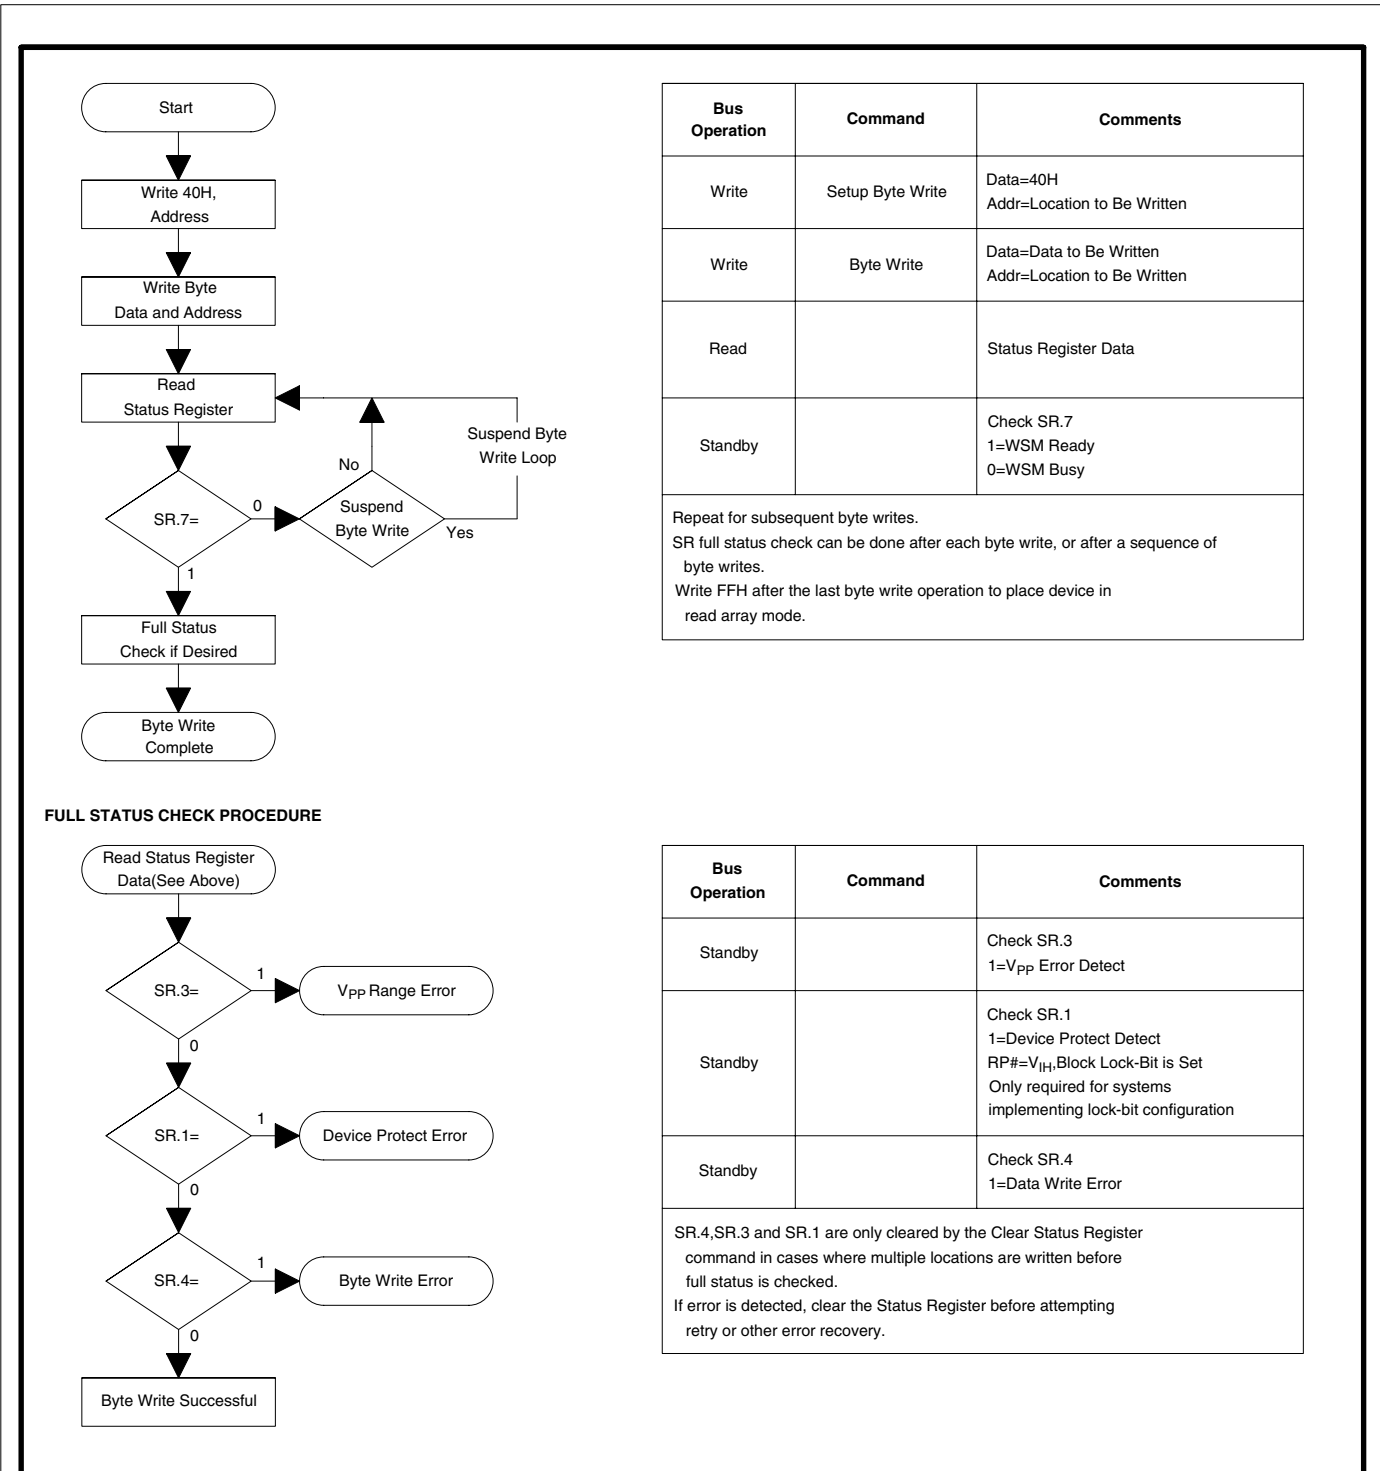 Start
Write 40H,
Address
Write Byte
Data and Address
Read
Status Register
Suspend Byte
Write Loop
No
SR.7=
0
Suspend
Byte Write
Yes
1
Full Status
Check if Desired
Byte Write
Complete
Bus
Operation
Command
Comments
Write
Setup Byte Write
Data=40H
Addr=Location to Be Written
Write
Byte Write
Data=Data to Be Written
Addr=Location to Be Written
Read
Status Register Data
Standby
Check SR.7
1=WSM Ready
0=WSM Busy
Repeat for subsequent byte writes.
SR full status check can be done after each byte write, or after a sequence of
byte writes.
Write FFH after the last byte write operation to place device in
read array mode.
FULL STATUS CHECK PROCEDURE
Read Status Register
Data(See Above)
SR.3=
1
VPP Range Error
0
SR.1=
1
Device Protect Error
0
SR.4=
1
Byte Write Error
0
Byte Write Successful
Bus
Operation
Command
Comments
Standby
Check SR.3
1=VPP Error Detect
Standby
Check SR.1
1=Device Protect Detect
RP#=VIH,Block Lock-Bit is Set
Only required for systems
implementing lock-bit configuration
Standby
Check SR.4
1=Data Write Error
SR.4,SR.3 and SR.1 are only cleared by the Clear Status Register
command in cases where multiple locations are written before
full status is checked.
If error is detected, clear the Status Register before attempting
retry or other error recovery.